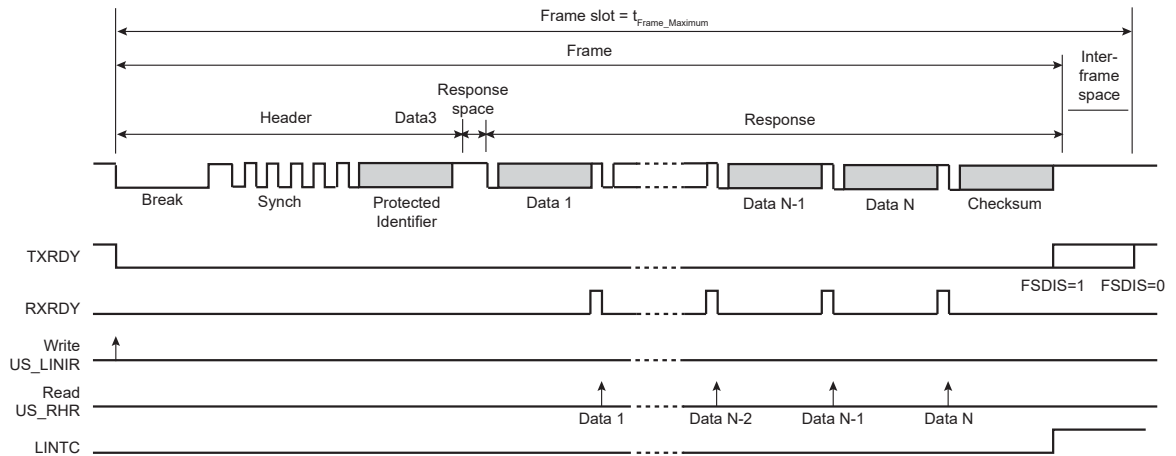 Frame slot = tFrame_Maximum
Frame
Inter-
frame
space
Response
space
Header
Data3
Response
Break
Synch
Protected
Identifier
Data 1
Data N-1
Data N
Checksum
TXRDY
FSDIS=1
FSDIS=0
RXRDY
Write
US_LINIR
Read
US_RHR
Data 1
Data N-2
Data N-1
Data N
LINTC